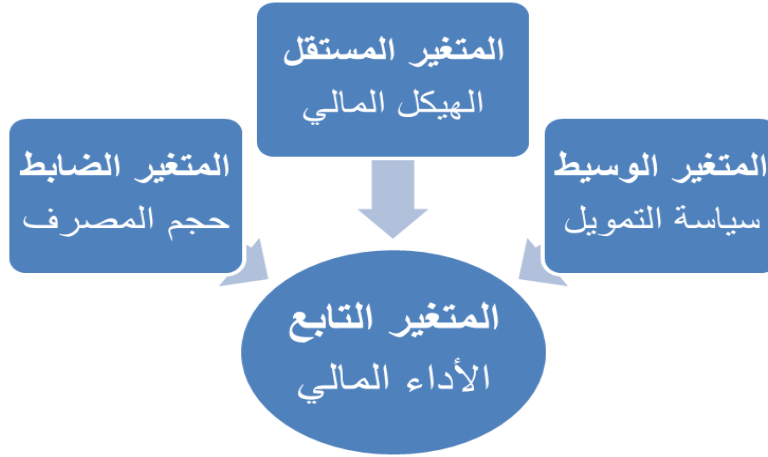 المتغير المستقل
الهيكل المالي
المتغير الوسيط
سياسة التمويل
المتغير الضابط
حجم المصرف
المتغير التابع
الأداء المالي